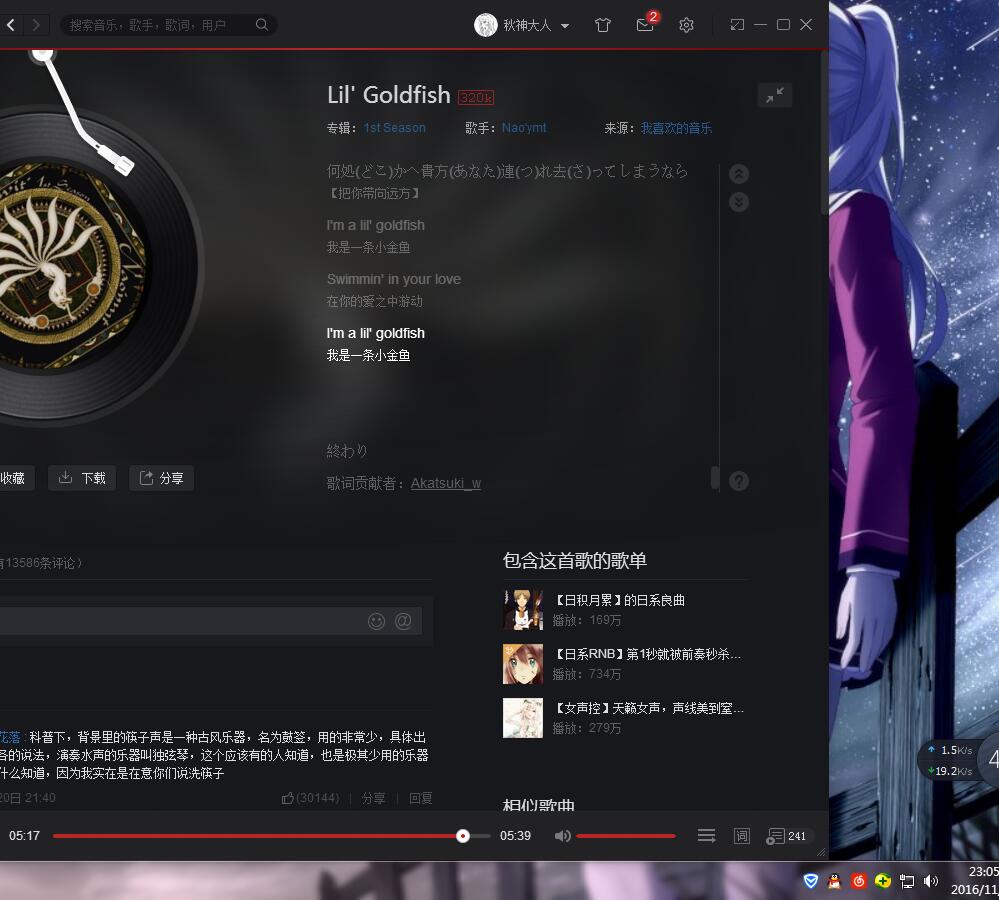 搜索音乐，歌手，歌词，用户
秋神大人
2
Lil' Goldfish 320k
专辑：1st Season 歌手：Nao'ymt 来源：我喜欢的音乐
何処(どこ)かへ貴方(あなた)連(つ)れ去(さ)ってしまうなら
【把你带向远方】
I'm a lil' goldfish
我是一条小金鱼
Swimmin' in your love
在你的爱之中游动
I'm a lil' goldfish
我是一条小金鱼
終わり
歌词贡献者：Akatsuki_w
收藏 下载 分享
有13586条评论）
包含这首歌的歌单
【日积月累】的日系良曲
播放：169万
【日系RNB】第1秒就被前奏秒杀...
播放：734万
【女声控】天籁女声，声线美到窒...
播放：279万
花落：科普下，背景里的筷子声是一种古风乐器，名为鼓签，用的非常少，具体出
各的说法，演奏水声的乐器叫独弦琴，这个应该有的人知道，也是极其少用的乐器
什么知道，因为我实在是在意你们说洗筷子
20日 21:40 (30144) | 分享 | 回复
相似歌曲
1.5K/s
19.2K/s
4
05:17 05:39 词 241
23:05
2016/11/